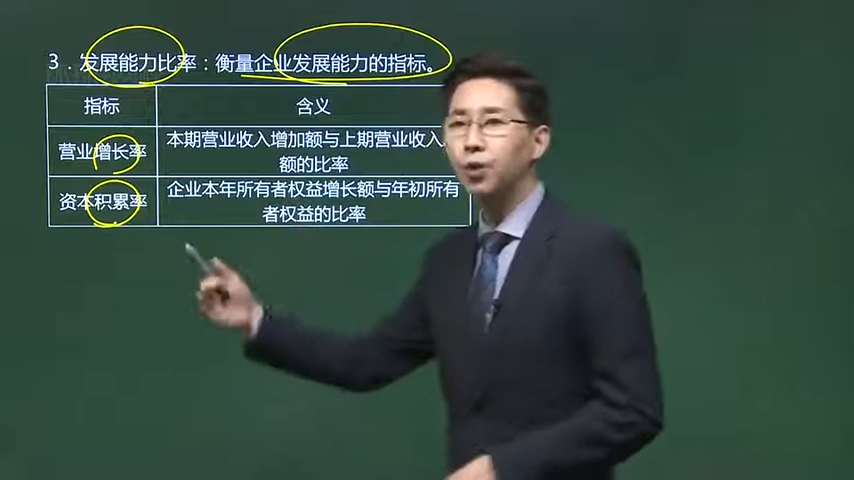 3．发展能力比率：衡量企业发展能力的指标。
指标
含义
营业增长率
本期营业收入增加额与上期营业收入
额的比率
资本积累率
企业本年所有者权益增长额与年初所有
者权益的比率